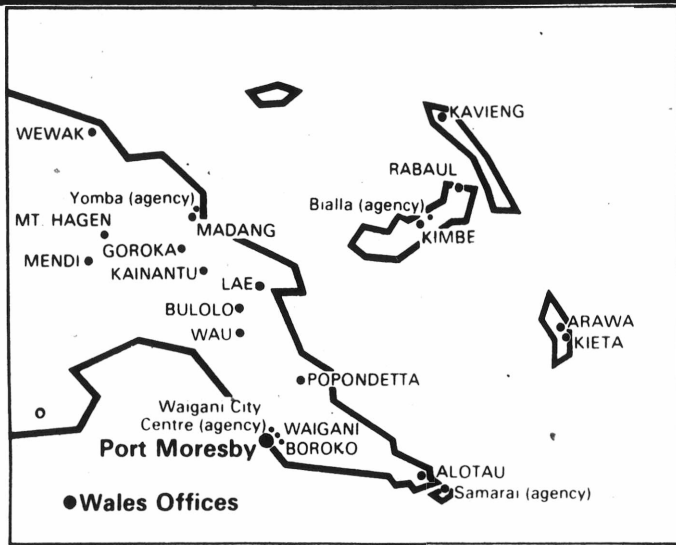 KAVIENG
WEWAK
RABAUL
Yomba (agency)
Bialla (agency)
MT. HAGEN
MADANG
KIMBE
GOROKA
MENDI
KAINANTU
LAE
BULOLO
ARAWA
WAU
KIETA
POPONDETTA
Waigani City
Centre (agency)
WAIGANI
Port Moresby
BOROKO
ALOTAU
Samarai (agency)
Wales Offices